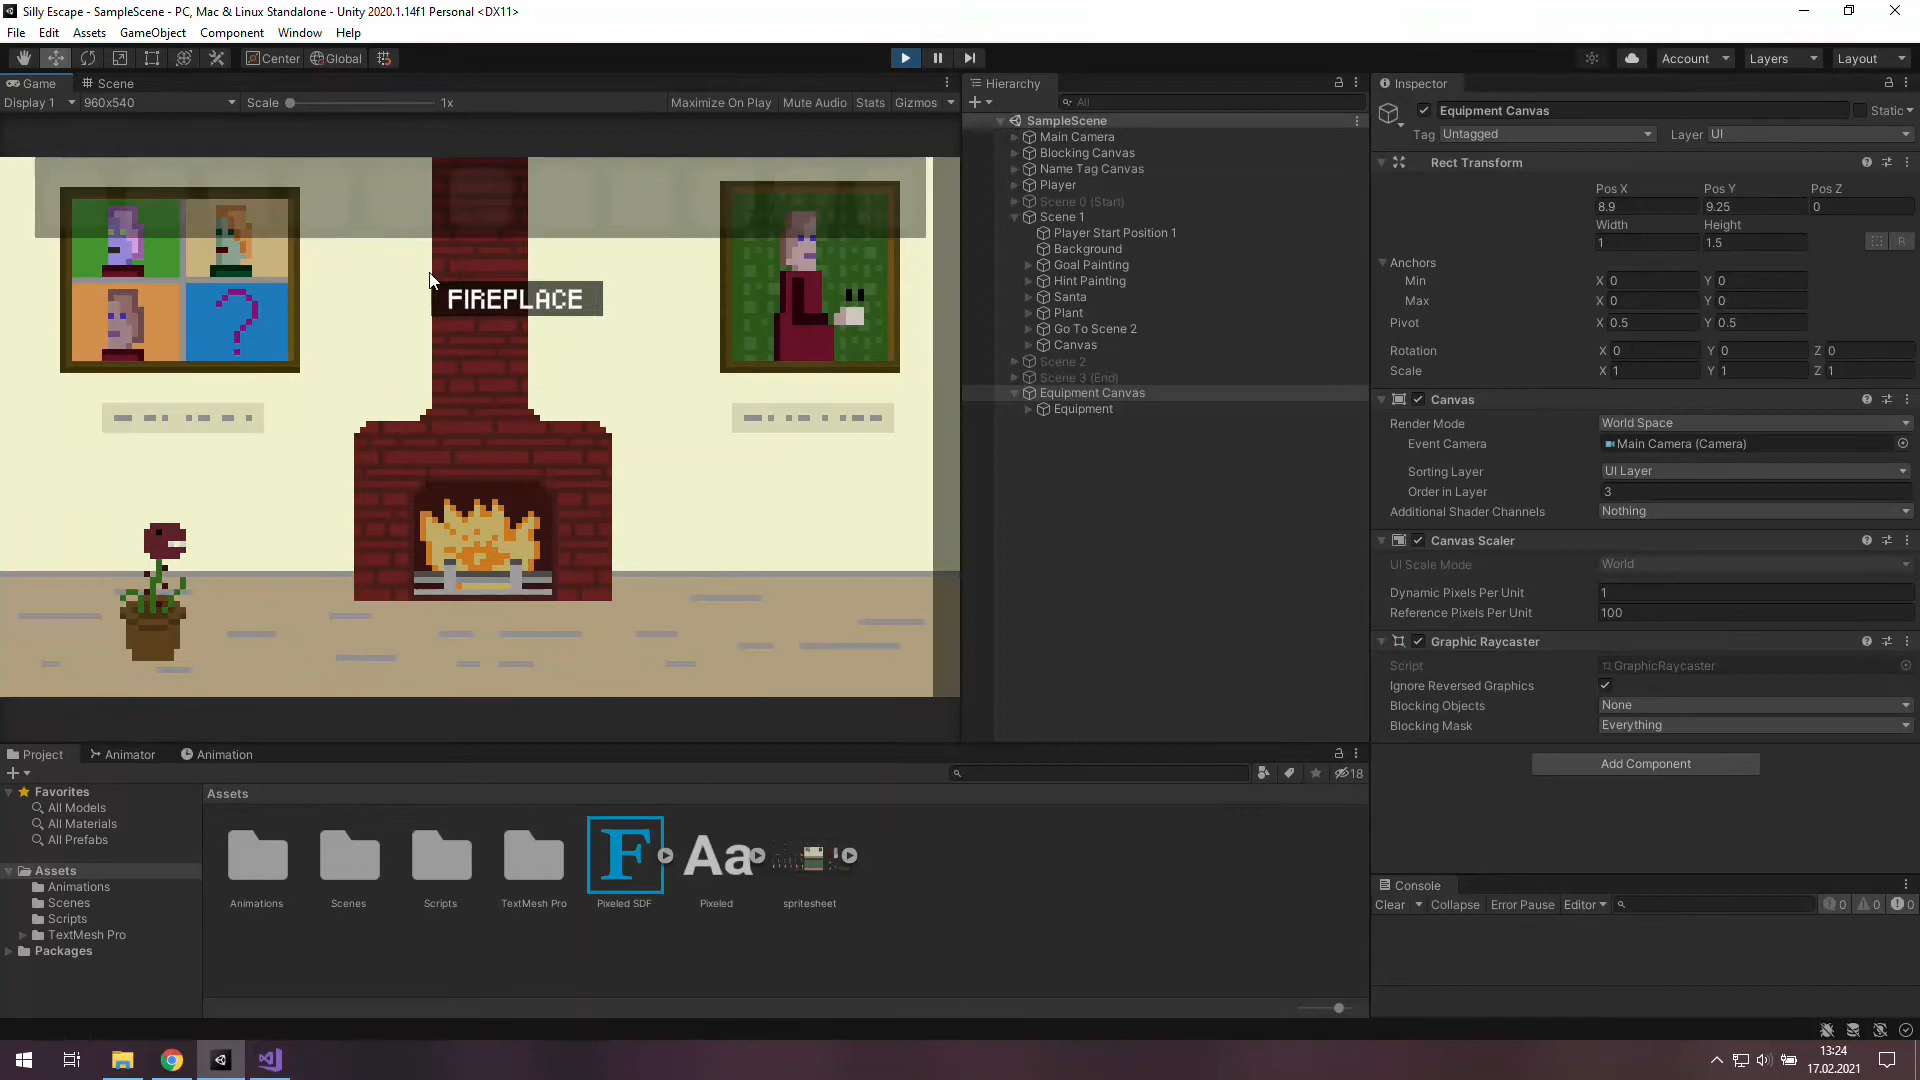 Silly Escape - SampleScene - PC, Mac & Linux Standalone - Unity 2020.1.14f1 Personal <DX11>
File Edit Assets GameObject Component Window Help
Center Global Account Layers Layout
Game Scene
Display 1 960x540 Scale 1x Maximize On Play Mute Audio Stats Gizmos
FIREPLACE
Hierarchy
All
SampleScene
Main Camera
Blocking Canvas
Name Tag Canvas
Player
Scene 0 (Start)
Scene 1
Player Start Position 1
Background
Goal Painting
Hint Painting
Santa
Plant
Go To Scene 2
Canvas
Scene 2
Scene 3 (End)
Equipment Canvas
Equipment
Inspector
Equipment Canvas Static
Tag Untagged Layer UI
Rect Transform
Pos X Pos Y Pos Z
8.9 9.25 0
Width Height
1 1.5
Anchors
Min X 0 Y 0
Max X 0 Y 0
Pivot X 0.5 Y 0.5
Rotation X 0 Y 0 Z 0
Scale X 1 Y 1 Z 1
Canvas
Render Mode World Space
Event Camera Main Camera (Camera)
Sorting Layer UI Layer
Order in Layer 3
Additional Shader Channels Nothing
Canvas Scaler
UI Scale Mode World
Dynamic Pixels Per Unit 1
Reference Pixels Per Unit 100
Graphic Raycaster
Script GraphicRaycaster
Ignore Reversed Graphics
Blocking Objects None
Blocking Mask Everything
Add Component
Project Animator Animation
18
Favorites
All Models
All Materials
All Prefabs
Assets
Animations
Scenes
Scripts
TextMesh Pro
Packages
Assets
F Aa
Animations Scenes Scripts TextMesh Pro Pixeled SDF Pixeled spritesheet
Console
Clear Collapse Error Pause Editor 0 0 0
13:24
17.02.2021